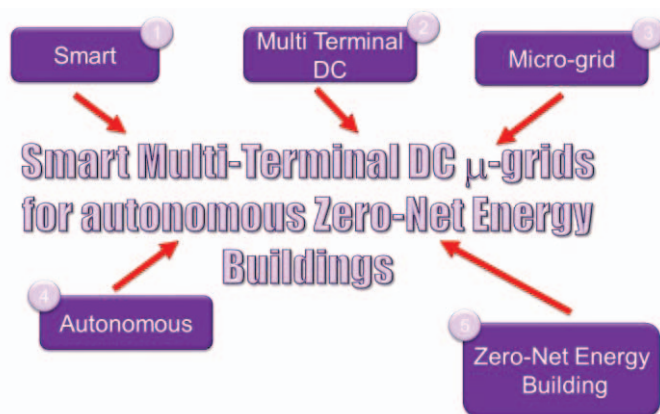 1
Smart
2
Multi Terminal
DC
3
Micro-grid
Smart Multi-Terminal DC μ-grids
for autonomous Zero-Net Energy
Buildings
4
Autonomous
5
Zero-Net Energy
Building